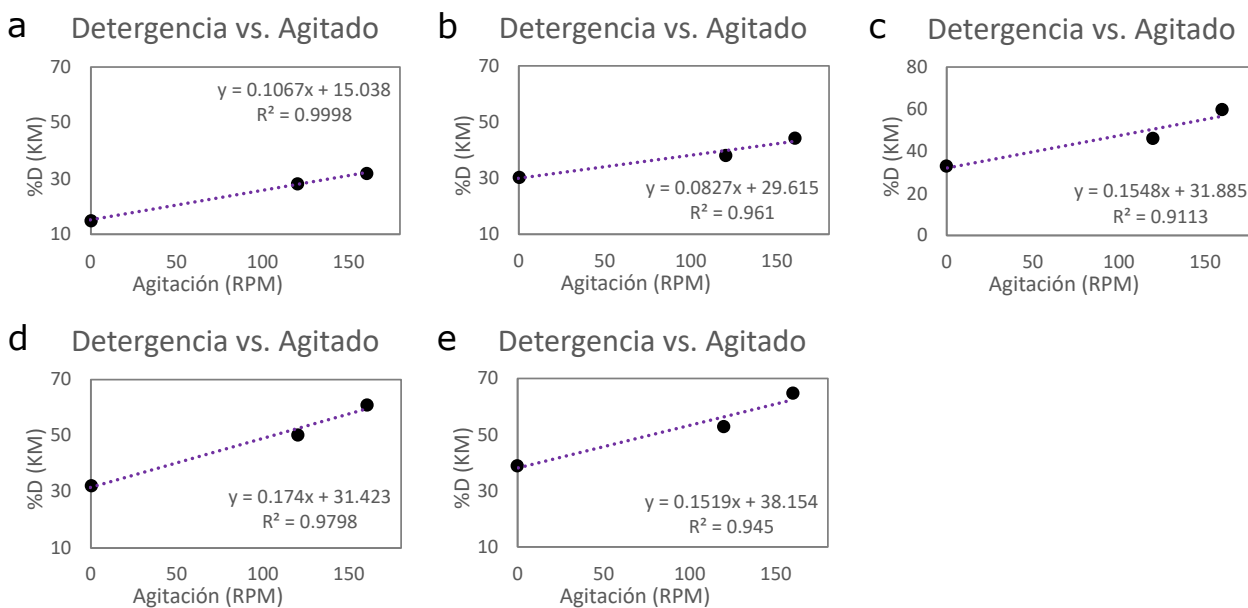 a
Detergencia vs. Agitado
70
50
30
10
%D (KM)
y = 0.1067x + 15.038
R² = 0.9998
0 50 100 150
Agitación (RPM)
b
Detergencia vs. Agitado
70
50
30
10
%D (KM)
y = 0.0827x + 29.615
R² = 0.961
0 50 100 150
Agitación (RPM)
c
Detergencia vs. Agitado
80
60
40
20
0
%D (KM)
y = 0.1548x + 31.885
R² = 0.9113
0 50 100 150
Agitación (RPM)
d
Detergencia vs. Agitado
70
50
30
10
%D (KM)
y = 0.174x + 31.423
R² = 0.9798
0 50 100 150
Agitación (RPM)
e
Detergencia vs. Agitado
70
50
30
10
%D (KM)
y = 0.1519x + 38.154
R² = 0.945
0 50 100 150
Agitación (RPM)